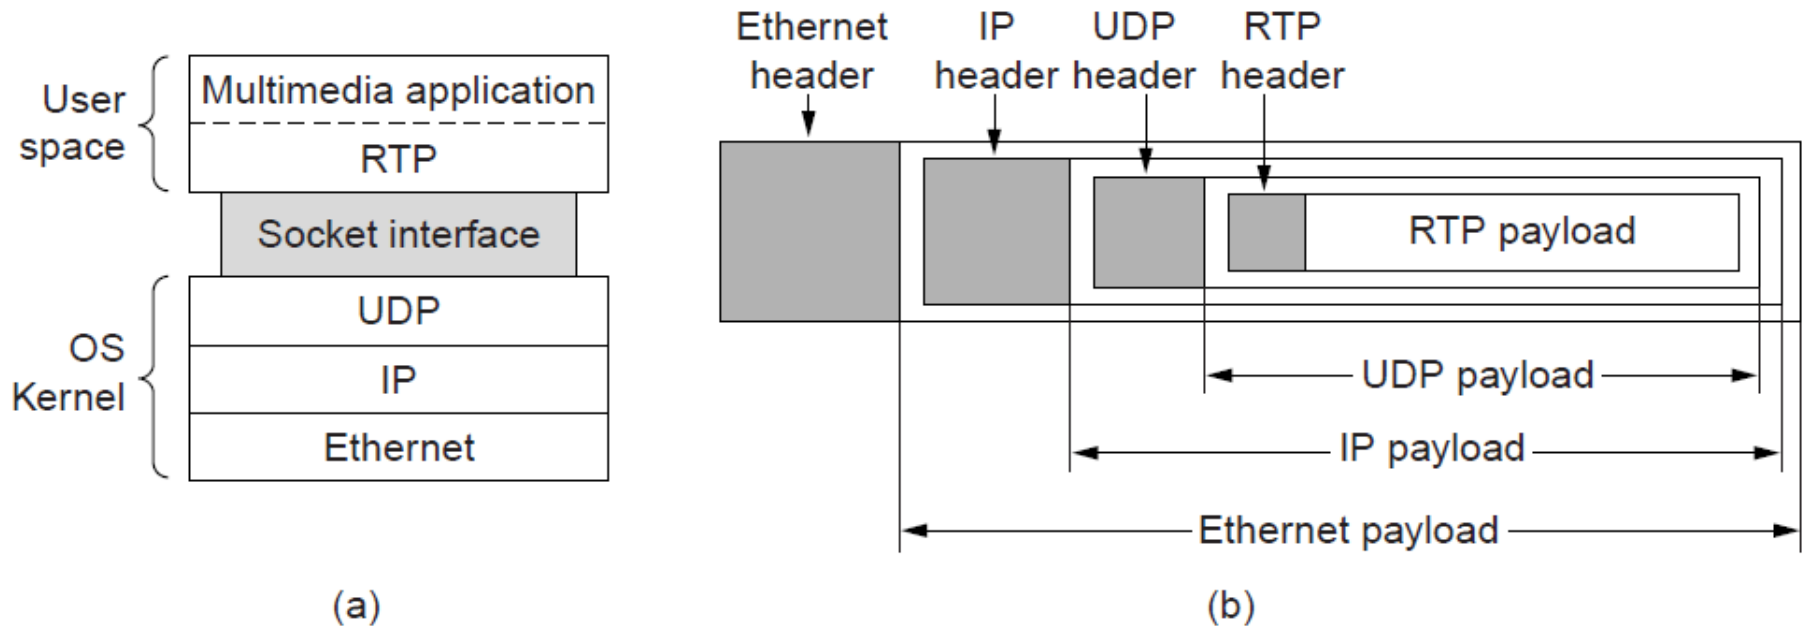 User
space
Multimedia application
RTP
Socket interface
OS
Kernel
UDP
IP
Ethernet
(a)
Ethernet
header
IP
header
UDP
header
RTP
header
RTP payload
UDP payload
IP payload
Ethernet payload
(b)